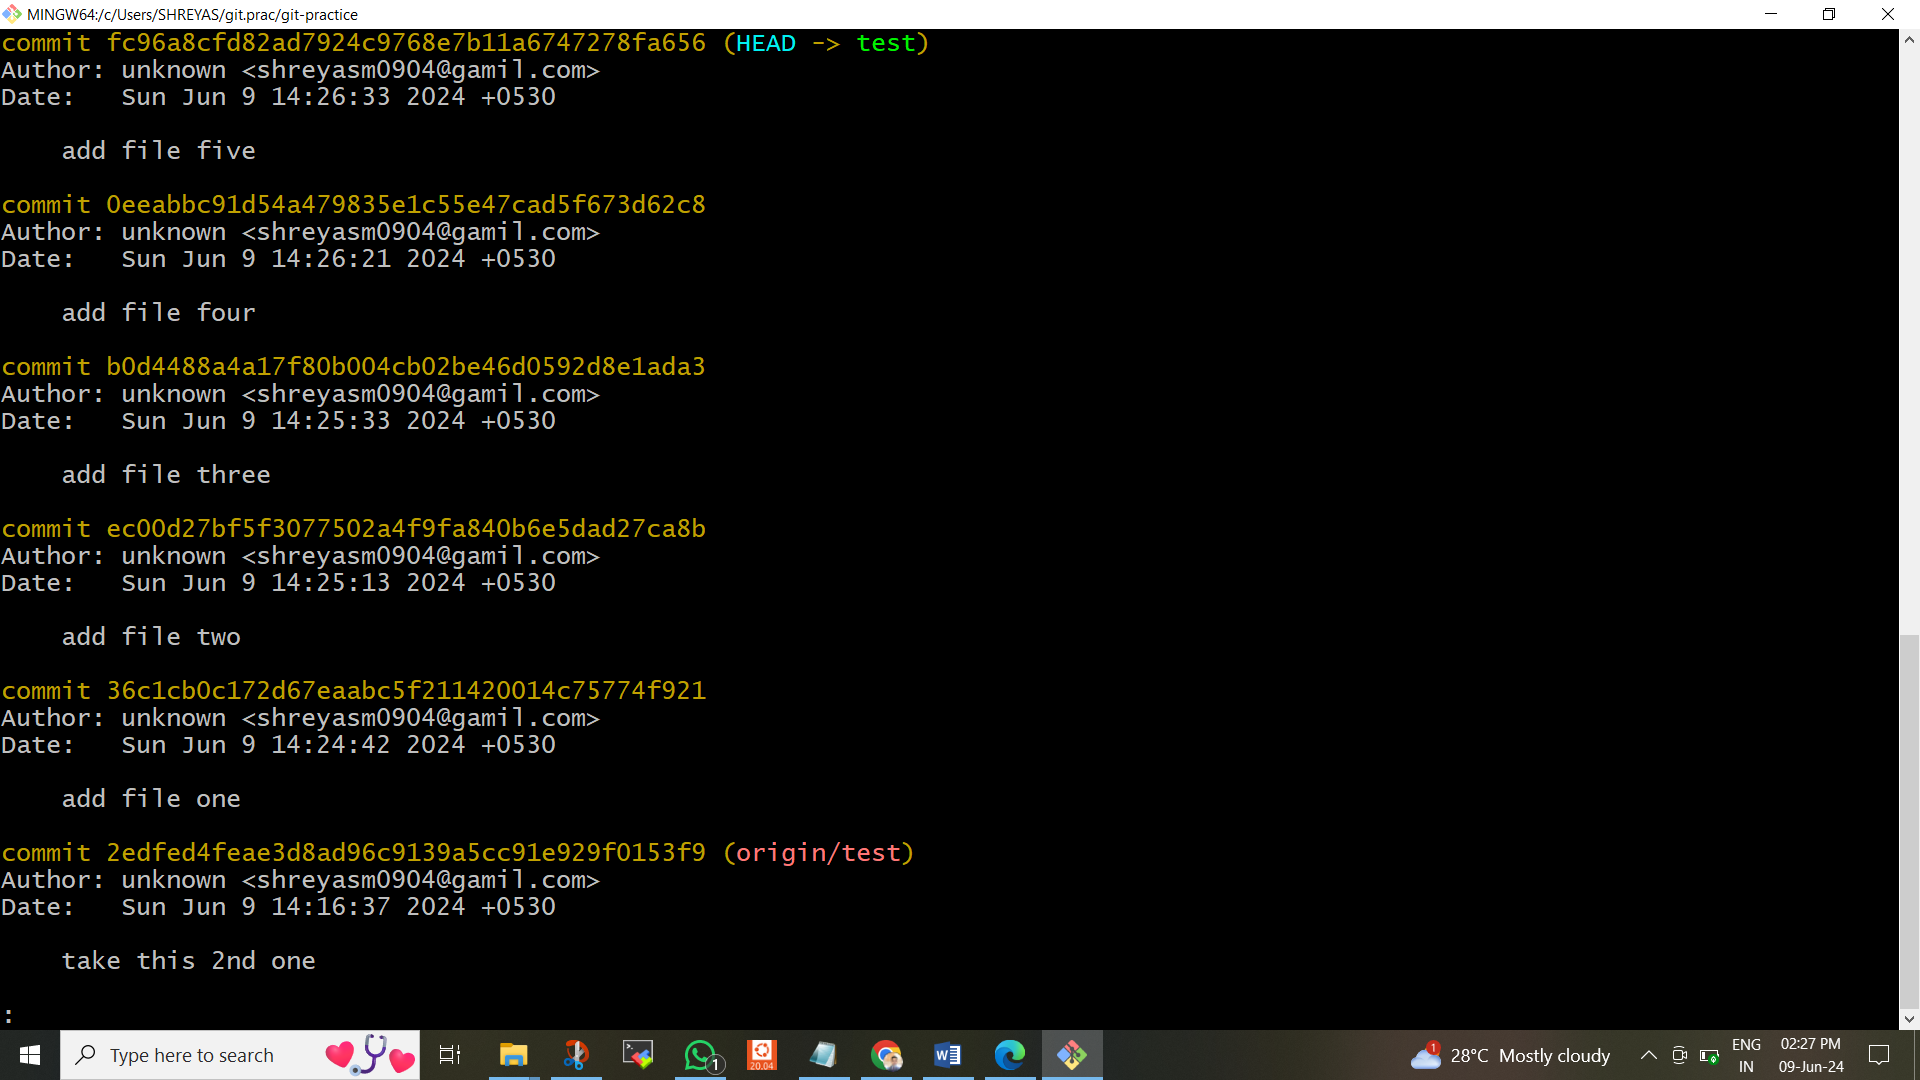 MINGW64:/c/Users/SHREYAS/git.prac/git-practice
commit fc96a8cfd82ad7924c9768e7b11a6747278fa656 (HEAD -> test)
Author: unknown <shreyasm0904@gamil.com>
Date:   Sun Jun 9 14:26:33 2024 +0530
add file five
commit 0eeabbc91d54a479835e1c55e47cad5f673d62c8
Author: unknown <shreyasm0904@gamil.com>
Date:   Sun Jun 9 14:26:21 2024 +0530
add file four
commit b0d4488a4a17f80b004cb02be46d0592d8e1ada3
Author: unknown <shreyasm0904@gamil.com>
Date:   Sun Jun 9 14:25:33 2024 +0530
add file three
commit ec00d27bf5f3077502a4f9fa840b6e5dad27ca8b
Author: unknown <shreyasm0904@gamil.com>
Date:   Sun Jun 9 14:25:13 2024 +0530
add file two
commit 36c1cb0c172d67eaabc5f211420014c75774f921
Author: unknown <shreyasm0904@gamil.com>
Date:   Sun Jun 9 14:24:42 2024 +0530
add file one
commit 2edfed4feae3d8ad96c9139a5cc91e929f0153f9 (origin/test)
Author: unknown <shreyasm0904@gamil.com>
Date:   Sun Jun 9 14:16:37 2024 +0530
take this 2nd one
:
Type here to search
1
20.04
W
1
28°C Mostly cloudy
ENG
IN
02:27 PM
09-Jun-24